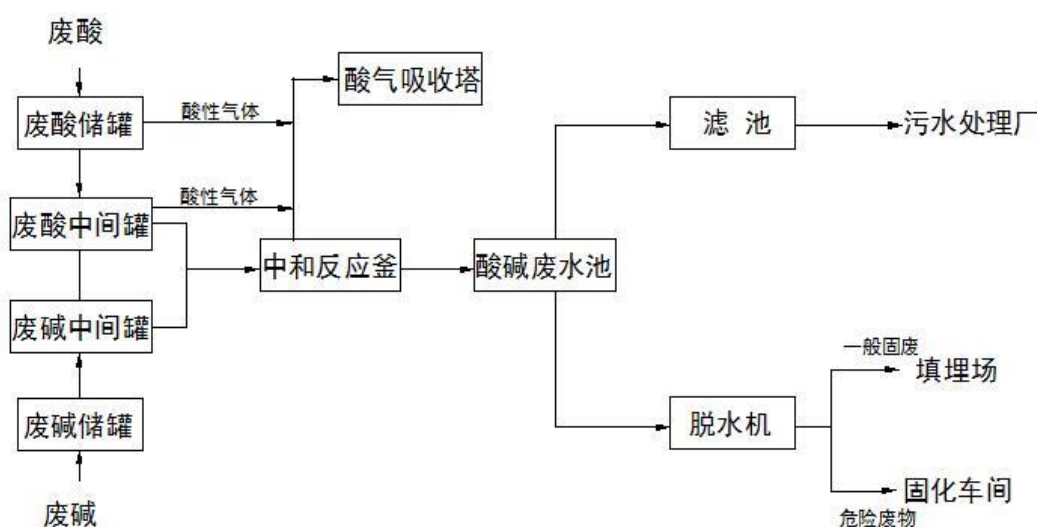 废酸
酸气吸收塔
废酸储罐
酸性气体
滤 池
污水处理厂
酸性气体
废酸中间罐
中和反应釜
酸碱废水池
废碱中间罐
一般固废
填埋场
废碱储罐
脱水机
固化车间
废碱
危险废物